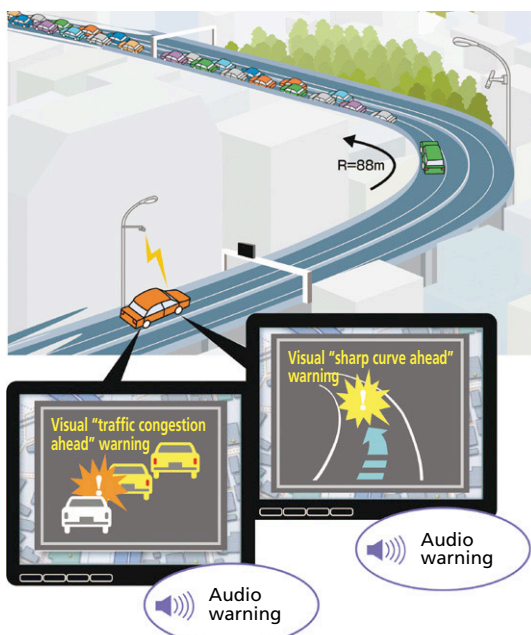 R=88m
Visual “sharp curve ahead”
warning
!
Visual “traffic congestion
ahead” warning
!
Audio
warning
Audio
warning